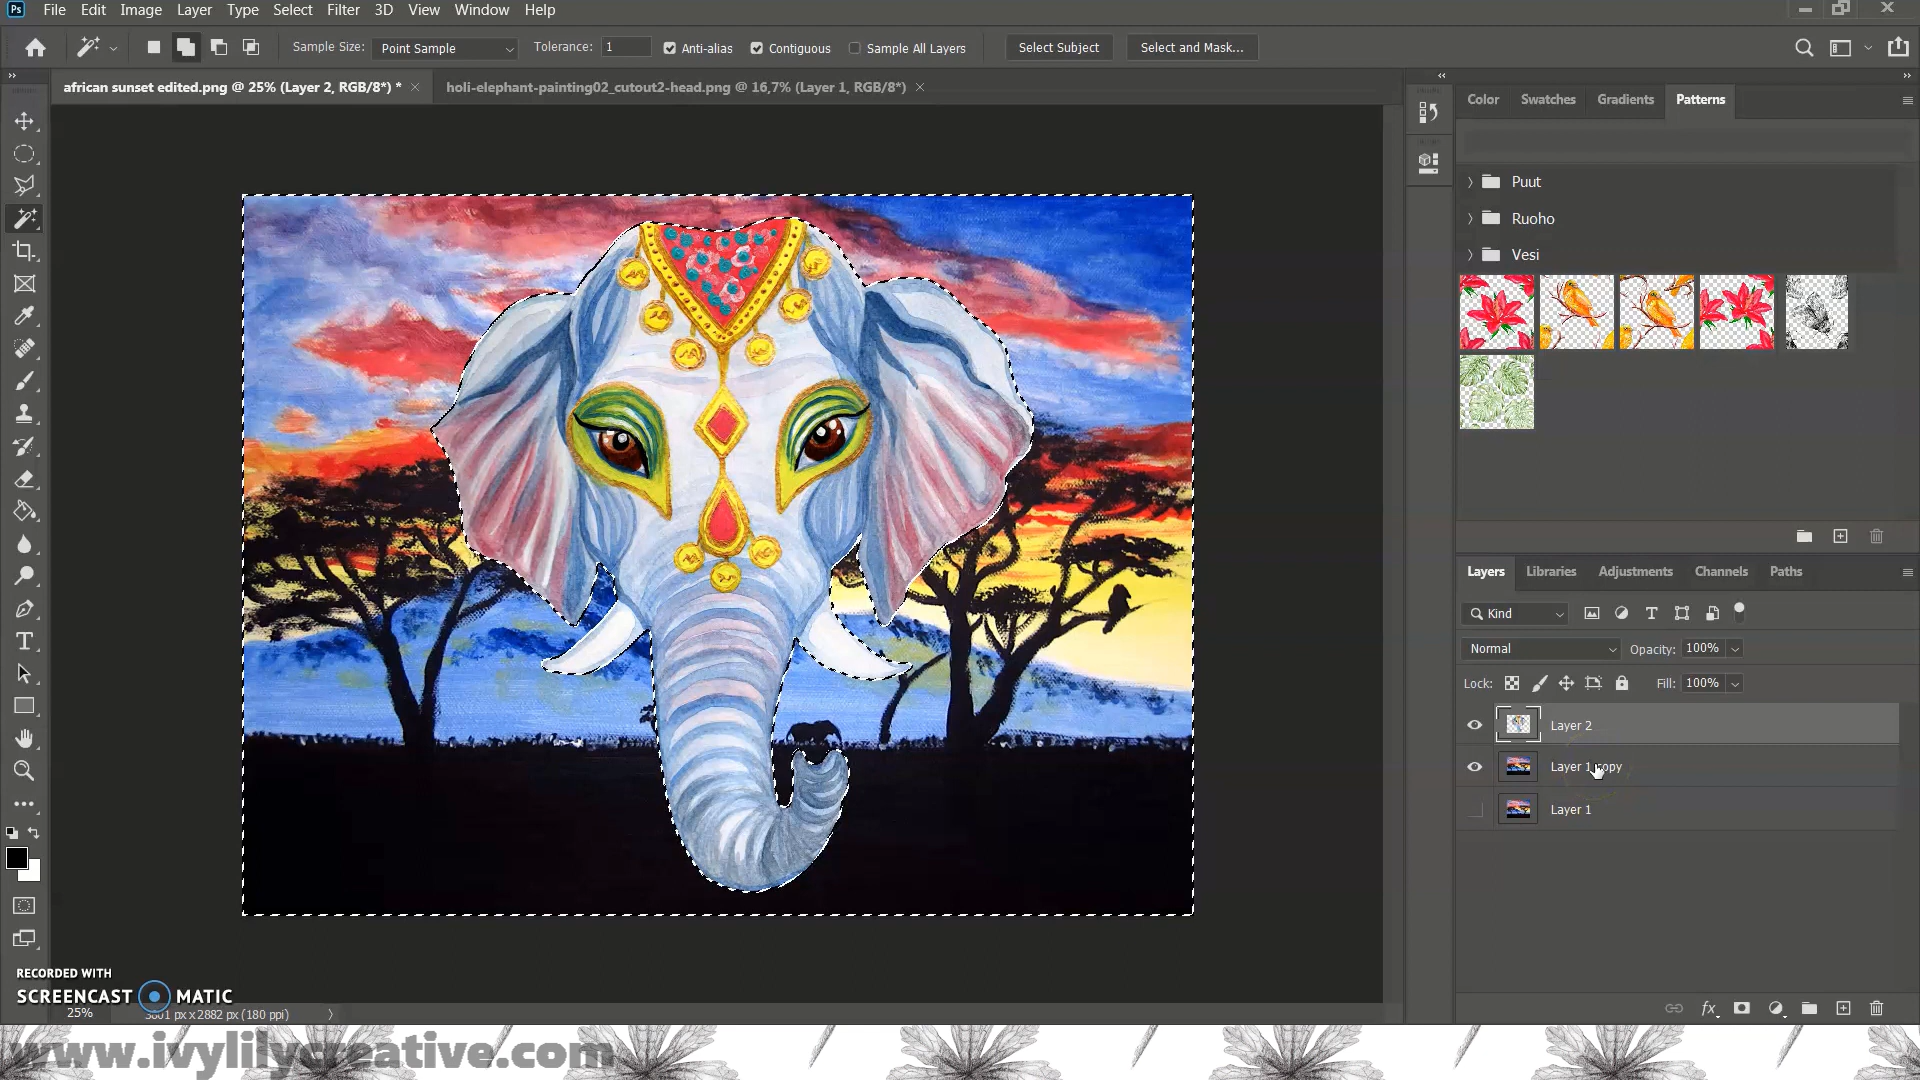 Ps File Edit Image Layer Type Select Filter 3D View Window Help
Sample Size: Point Sample Tolerance: 1 Anti-alias Contiguous Sample All Layers Select Subject Select and Mask...
african sunset edited.png @ 25% (Layer 2, RGB/8*) * holi-elephant-painting02_cutout2-head.png @ 16,7% (Layer 1, RGB/8*)
Color Swatches Gradients Patterns
Puut
Ruoho
Vesi
Layers Libraries Adjustments Channels Paths
Kind
Normal Opacity: 100%
Lock: Fill: 100%
Layer 2
Layer 1 copy
Layer 1
RECORDED WITH
SCREENCAST MATIC
25% 3801 px x 2882 px (180 ppi)
www.ivylilycreative.com